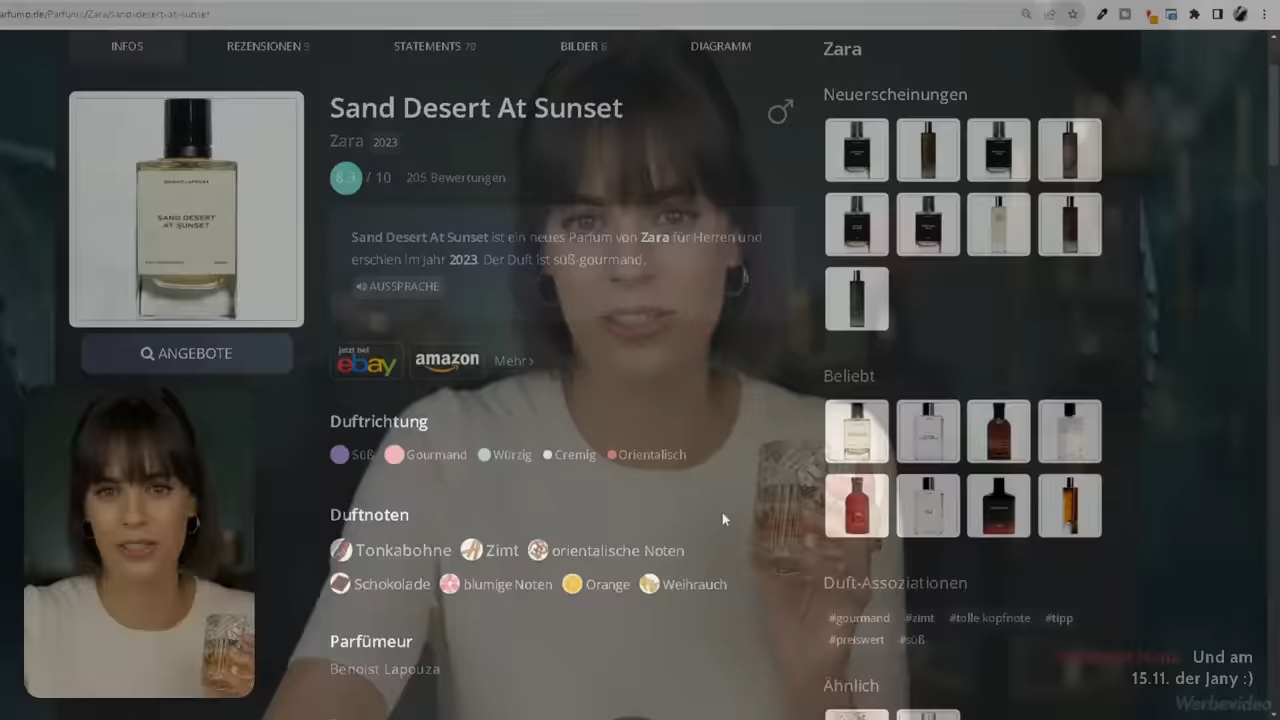 arfumo.de/Parfums/Zara/sand-desert-at-sunset
INFOS
REZENSIONEN 9
STATEMENTS 70
BILDER 6
DIAGRAMM
Zara
Sand Desert At Sunset
Zara 2023
8.3 / 10 205 Bewertungen
SAND DESERT
AT SUNSET
Sand Desert At Sunset ist ein neues Parfum von Zara für Herren und
erschien im Jahr 2023. Der Duft ist süß-gourmand.
AUSSPRACHE
ANGEBOTE
jetzt bei
ebay
amazon
Mehr ›
Duftrichtung
Süß Gourmand Würzig Cremig Orientalisch
Duftnoten
Tonkabohne Zimt orientalische Noten
Schokolade blumige Noten Orange Weihrauch
Parfümeur
Benoist Lapouza
Neuerscheinungen
Beliebt
Duft-Assoziationen
#gourmand #zimt #tolle kopfnote #tipp
#preiswert #süß
Ähnlich
Und am
15.11. der Jany :)
Werbevideo